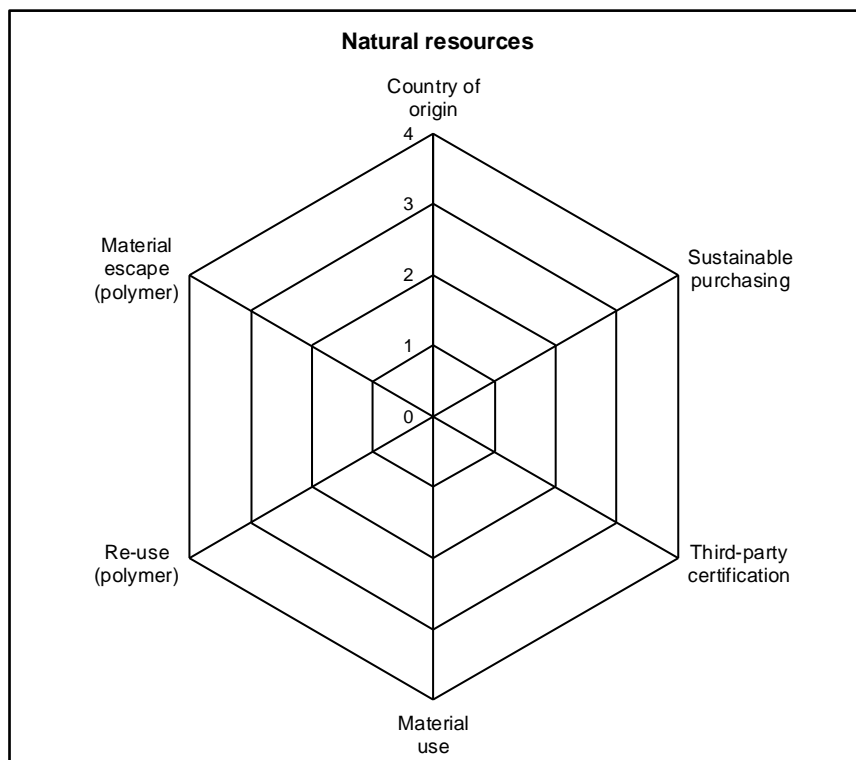 Natural resources
Country of
origin
4
3
Material
escape
(polymer)
Sustainable
purchasing
2
1
0
Re-use
(polymer)
Third-party
certification
Material
use